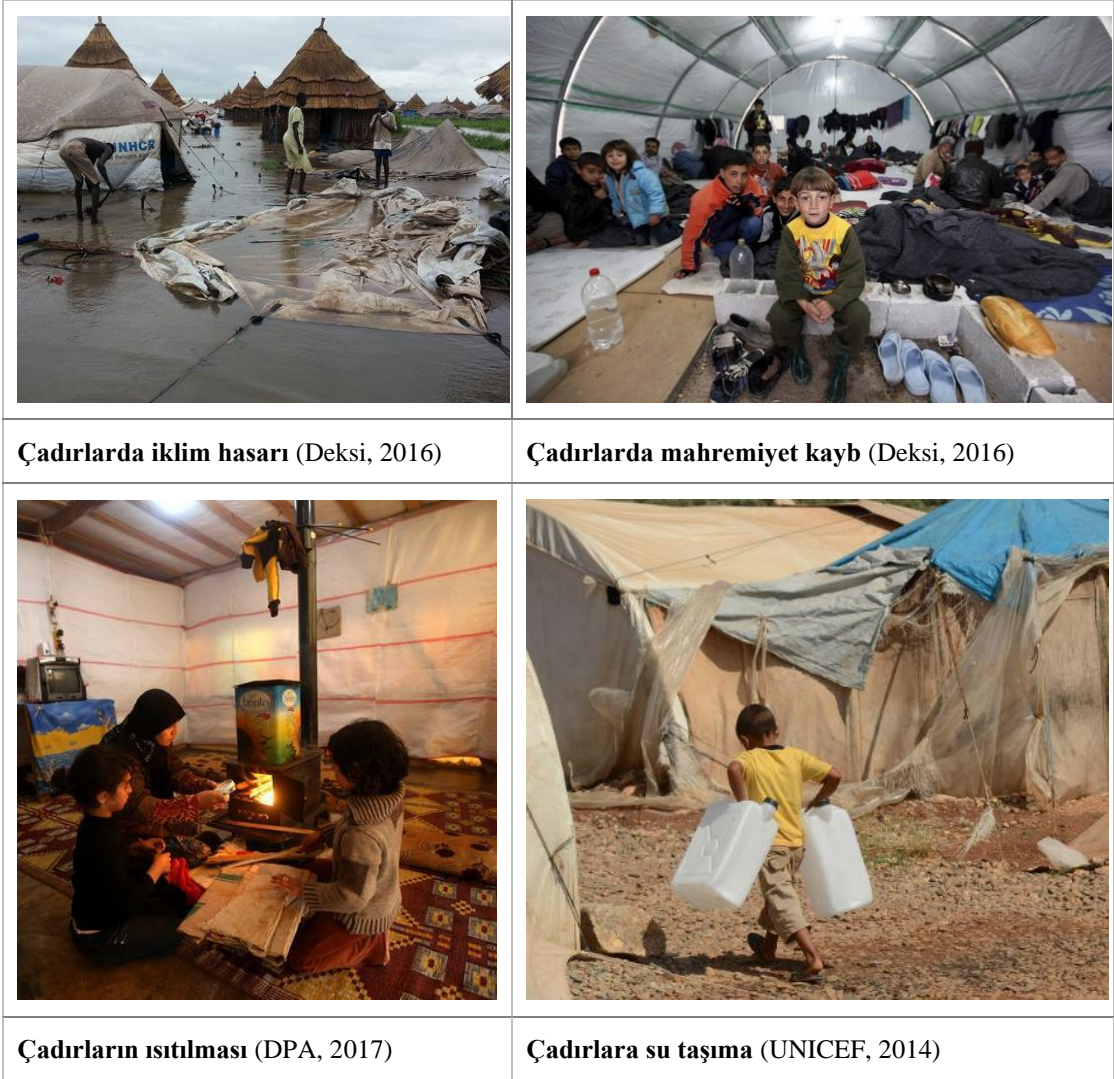 UNHCR
Çadırlarda iklim hasarı (Deksi, 2016)
Çadırlarda mahremiyet kayb (Deksi, 2016)
Çadırların ısıtılması (DPA, 2017)
Çadırlara su taşıma (UNICEF, 2014)